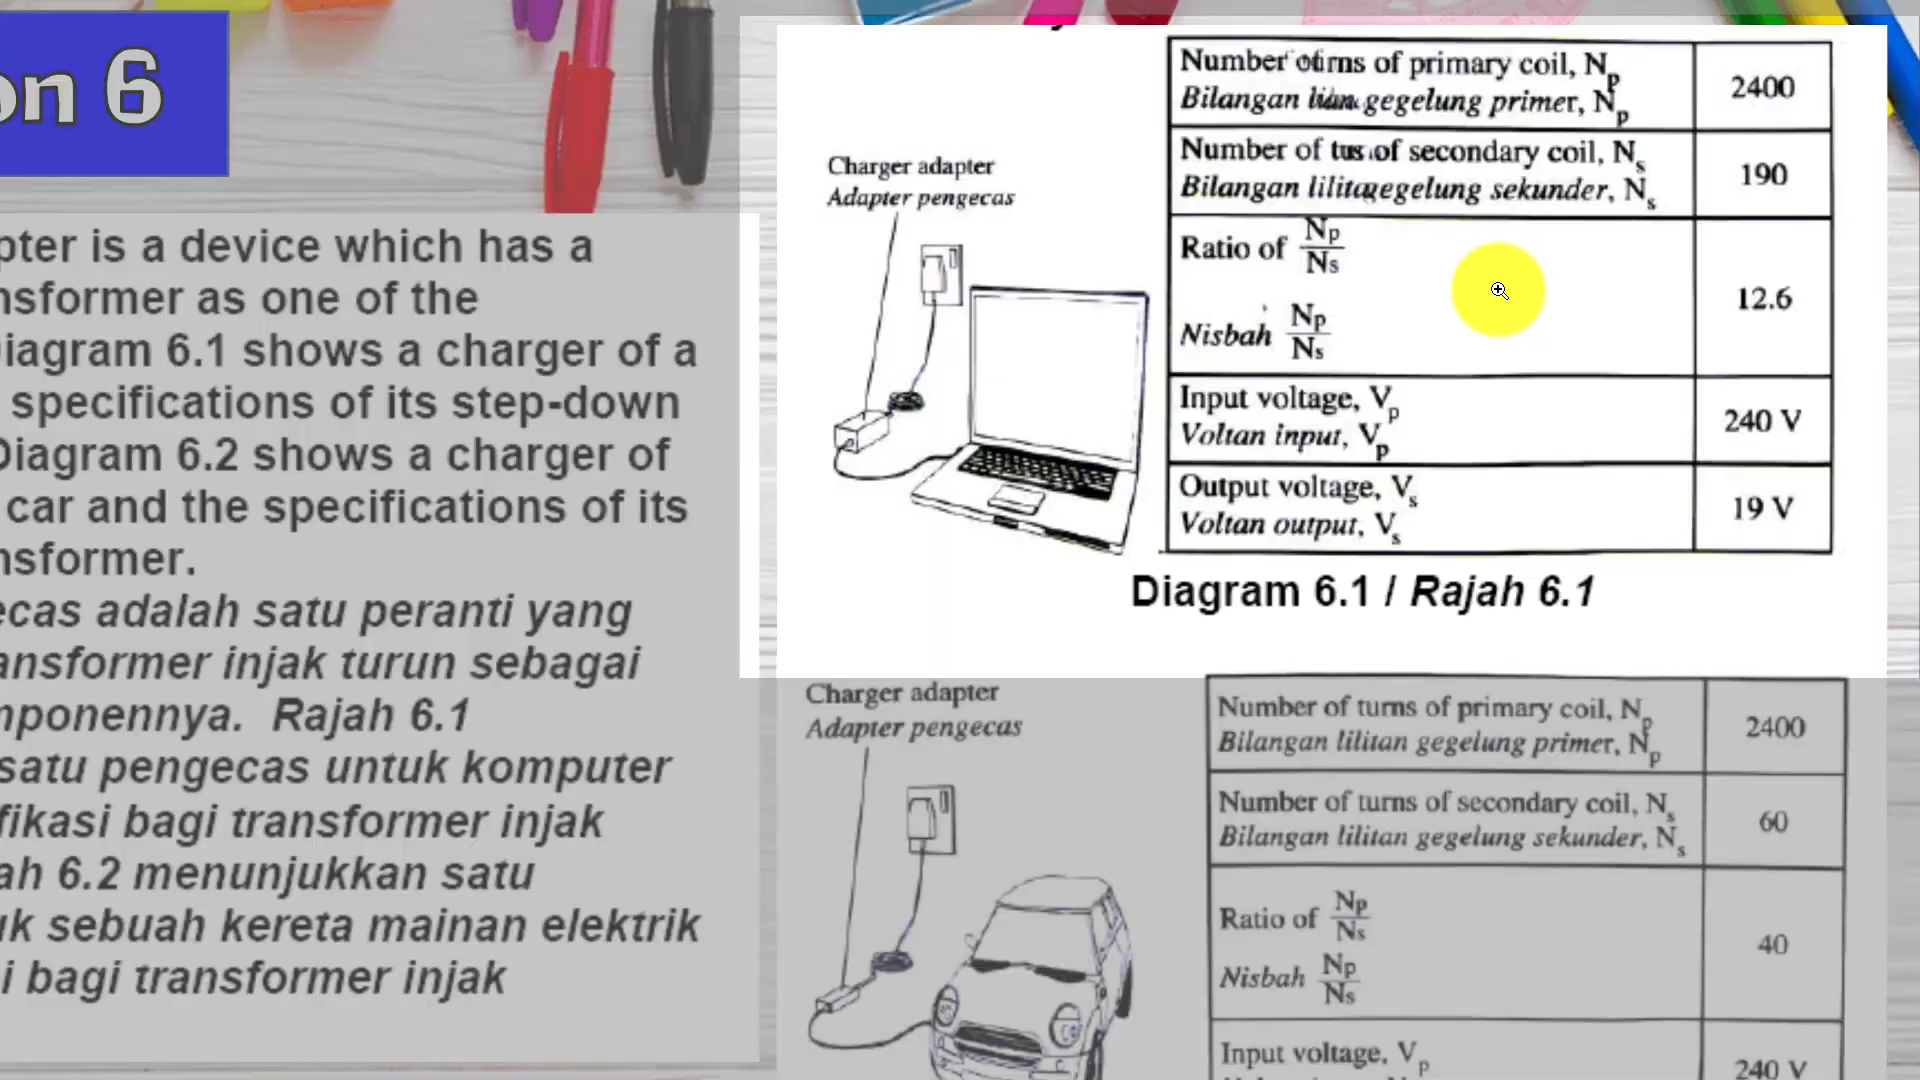 on 6
pter is a device which has a
nsformer as one of the
Diagram 6.1 shows a charger of a
specifications of its step-down
Diagram 6.2 shows a charger of
car and the specifications of its
nsformer.
ecas adalah satu peranti yang
ansformer injak turun sebagai
mponennya. Rajah 6.1
satu pengecas untuk komputer
fikasi bagi transformer injak
ah 6.2 menunjukkan satu
uk sebuah kereta mainan elektrik
i bagi transformer injak
Charger adapter
Adapter pengecas
Number of primary coil, Np
Bilangan gegelung primer, Np
2400
Number of of secondary coil, Ns
Bilangan sekunder, Ns
190
Ratio of Np/Ns
Nisbah Np/Ns
12.6
Input voltage, Vp
Voltan input, Vp
240 V
Output voltage, Vs
Voltan output, Vs
19 V
Diagram 6.1 / Rajah 6.1
Charger adapter
Adapter pengecas
Number of turns of primary coil, Np
Bilangan lilitan gegelung primer, Np
2400
Number of turns of secondary coil, Ns
Bilangan lilitan gegelung sekunder, Ns
60
Ratio of Np/Ns
Nisbah Np/Ns
40
Input voltage, Vp
240 V